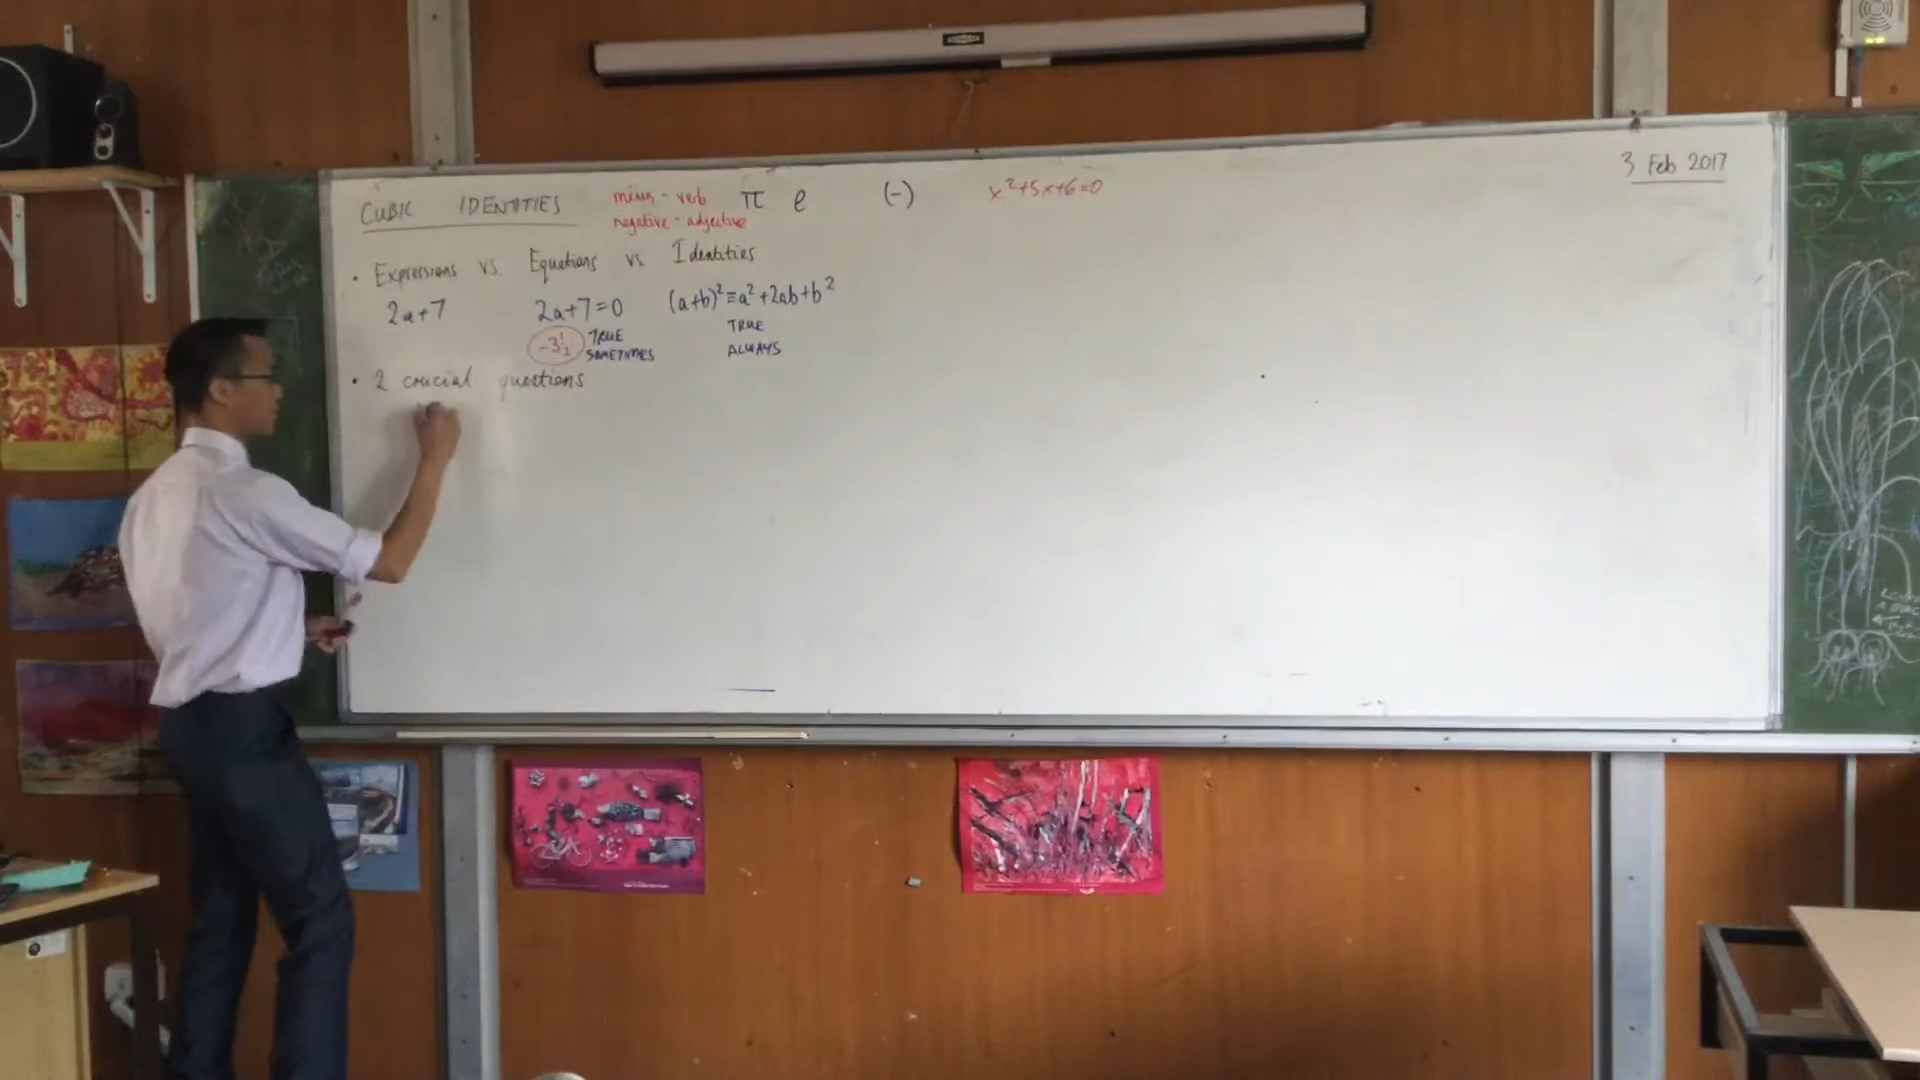 3 Feb 2017
CUBIC IDENTITIES
minus - verb
negative - adjective
π e (-)
x²+5x+6=0
• Expressions vs. Equations vs Identities
2a+7
2a+7=0
(a+b)²≡a²+2ab+b²
-3½
TRUE
SOMETIMES
TRUE
ALWAYS
• 2 crucial questions